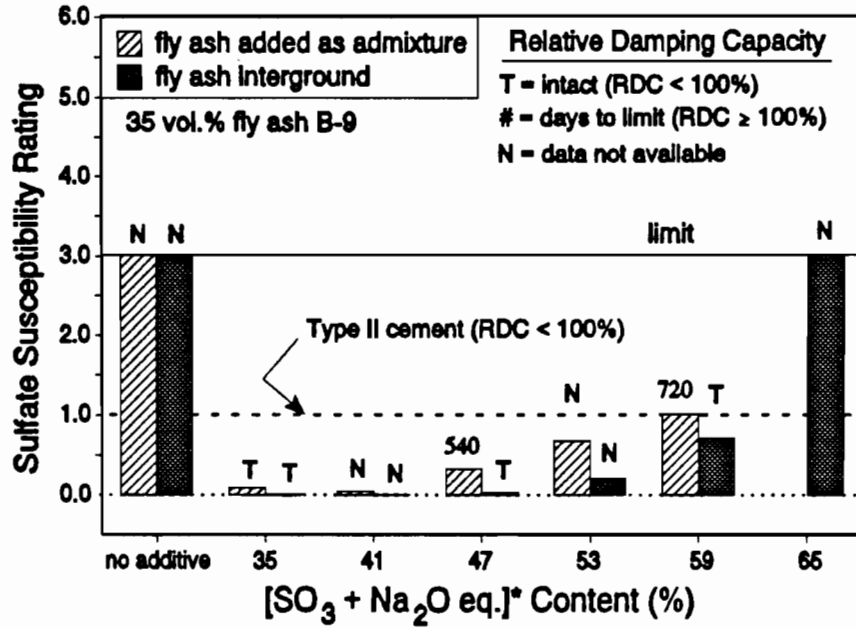 6.0
5.0
4.0
3.0
2.0
1.0
0.0
Sulfate Susceptibility Rating
fly ash added as admixture
fly ash interground
35 vol.% fly ash B-9
Relative Damping Capacity
T = intact (RDC < 100%)
# = days to limit (RDC ≥ 100%)
N = data not available
N N
limit
N
Type II cement (RDC < 100%)
T T
N N
540 T
N N
720 T
no additive 35 41 47 53 59 65
[SO₃ + Na₂O eq.]* Content (%)